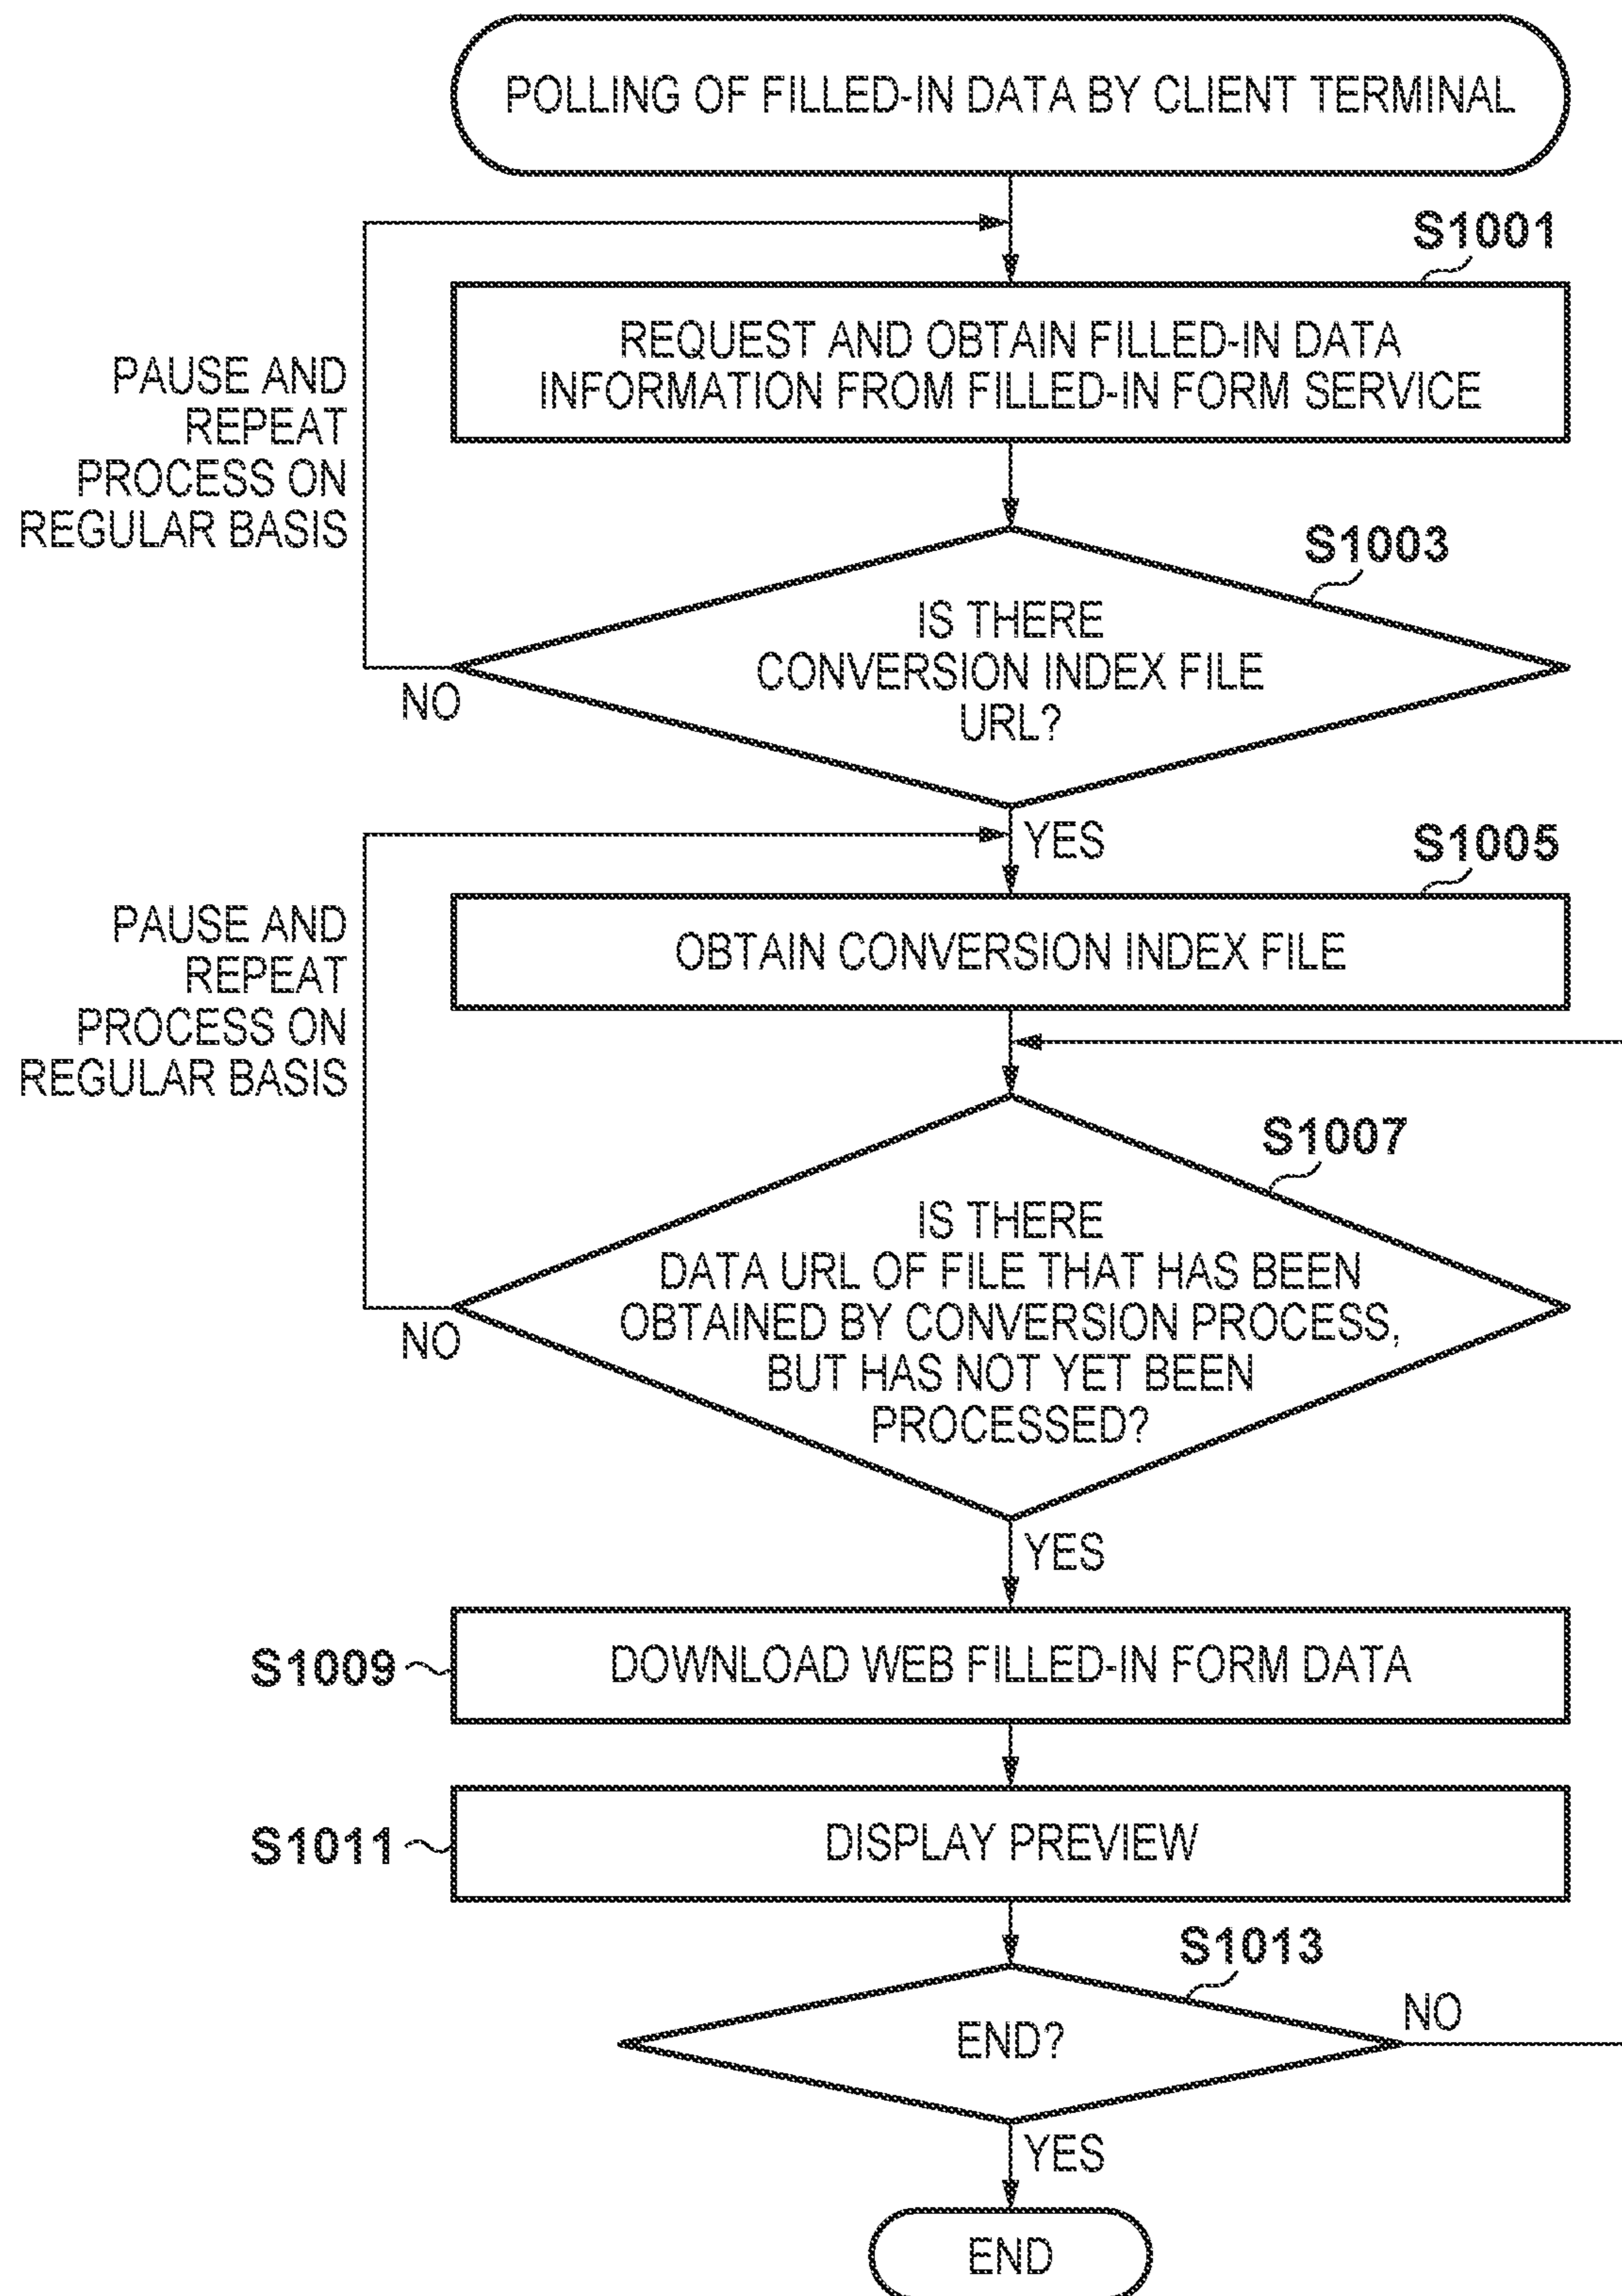 POLLING OF FILLED-IN DATA BY CLIENT TERMINAL
S1001
REQUEST AND OBTAIN FILLED-IN DATA
INFORMATION FROM FILLED-IN FORM SERVICE
PAUSE AND
REPEAT
PROCESS ON
REGULAR BASIS
S1003
IS THERE
CONVERSION INDEX FILE
URL?
NO
YES
S1005
OBTAIN CONVERSION INDEX FILE
PAUSE AND
REPEAT
PROCESS ON
REGULAR BASIS
S1007
IS THERE
DATA URL OF FILE THAT HAS BEEN
OBTAINED BY CONVERSION PROCESS,
BUT HAS NOT YET BEEN
PROCESSED?
NO
YES
S1009
DOWNLOAD WEB FILLED-IN FORM DATA
S1011
DISPLAY PREVIEW
S1013
END?
NO
YES
END